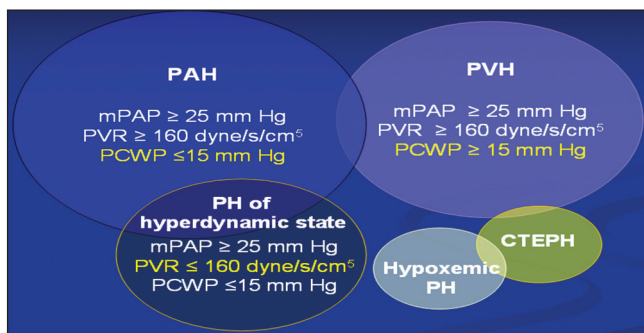 PAH
mPAP ≥ 25 mm Hg
PVR ≥ 160 dyne/s/cm⁵
PCWP ≤15 mm Hg
PVH
mPAP ≥ 25 mm Hg
PVR ≥ 160 dyne/s/cm⁵
PCWP ≥ 15 mm Hg
PH of
hyperdynamic state
mPAP ≥ 25 mm Hg
PVR ≤ 160 dyne/s/cm⁵
PCWP ≤15 mm Hg
Hypoxemic
PH
CTEPH